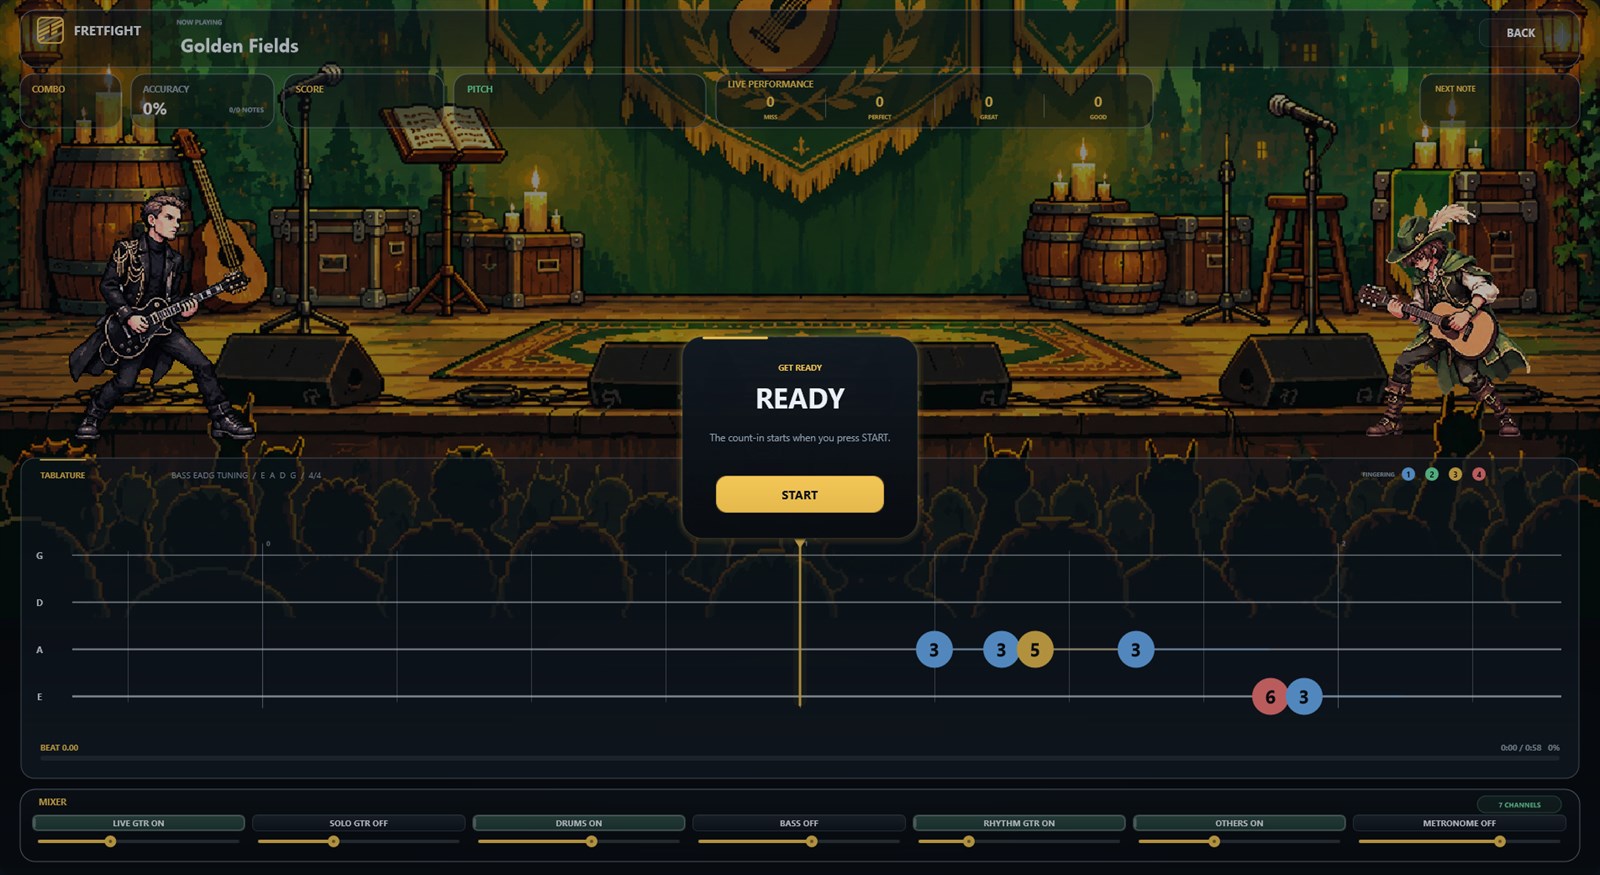 FRETFIGHT
NOW PLAYING
Golden Fields
BACK
COMBO
ACCURACY
0%
0/0 NOTES
SCORE
PITCH
LIVE PERFORMANCE
0
MISS
0
PERFECT
0
GREAT
0
GOOD
NEXT NOTE
GET READY
READY
The count-in starts when you press START.
START
TABLATURE
BASS EADG TUNING / E A D G / 4/4
FINGERING 1 2 3 4
0
1
2
G
D
A 3 3 5 3
E 6 3
BEAT 0.00
0:00 / 0:58 0%
MIXER
7 CHANNELS
LIVE GTR ON
SOLO GTR OFF
DRUMS ON
BASS OFF
RHYTHM GTR ON
OTHERS ON
METRONOME OFF